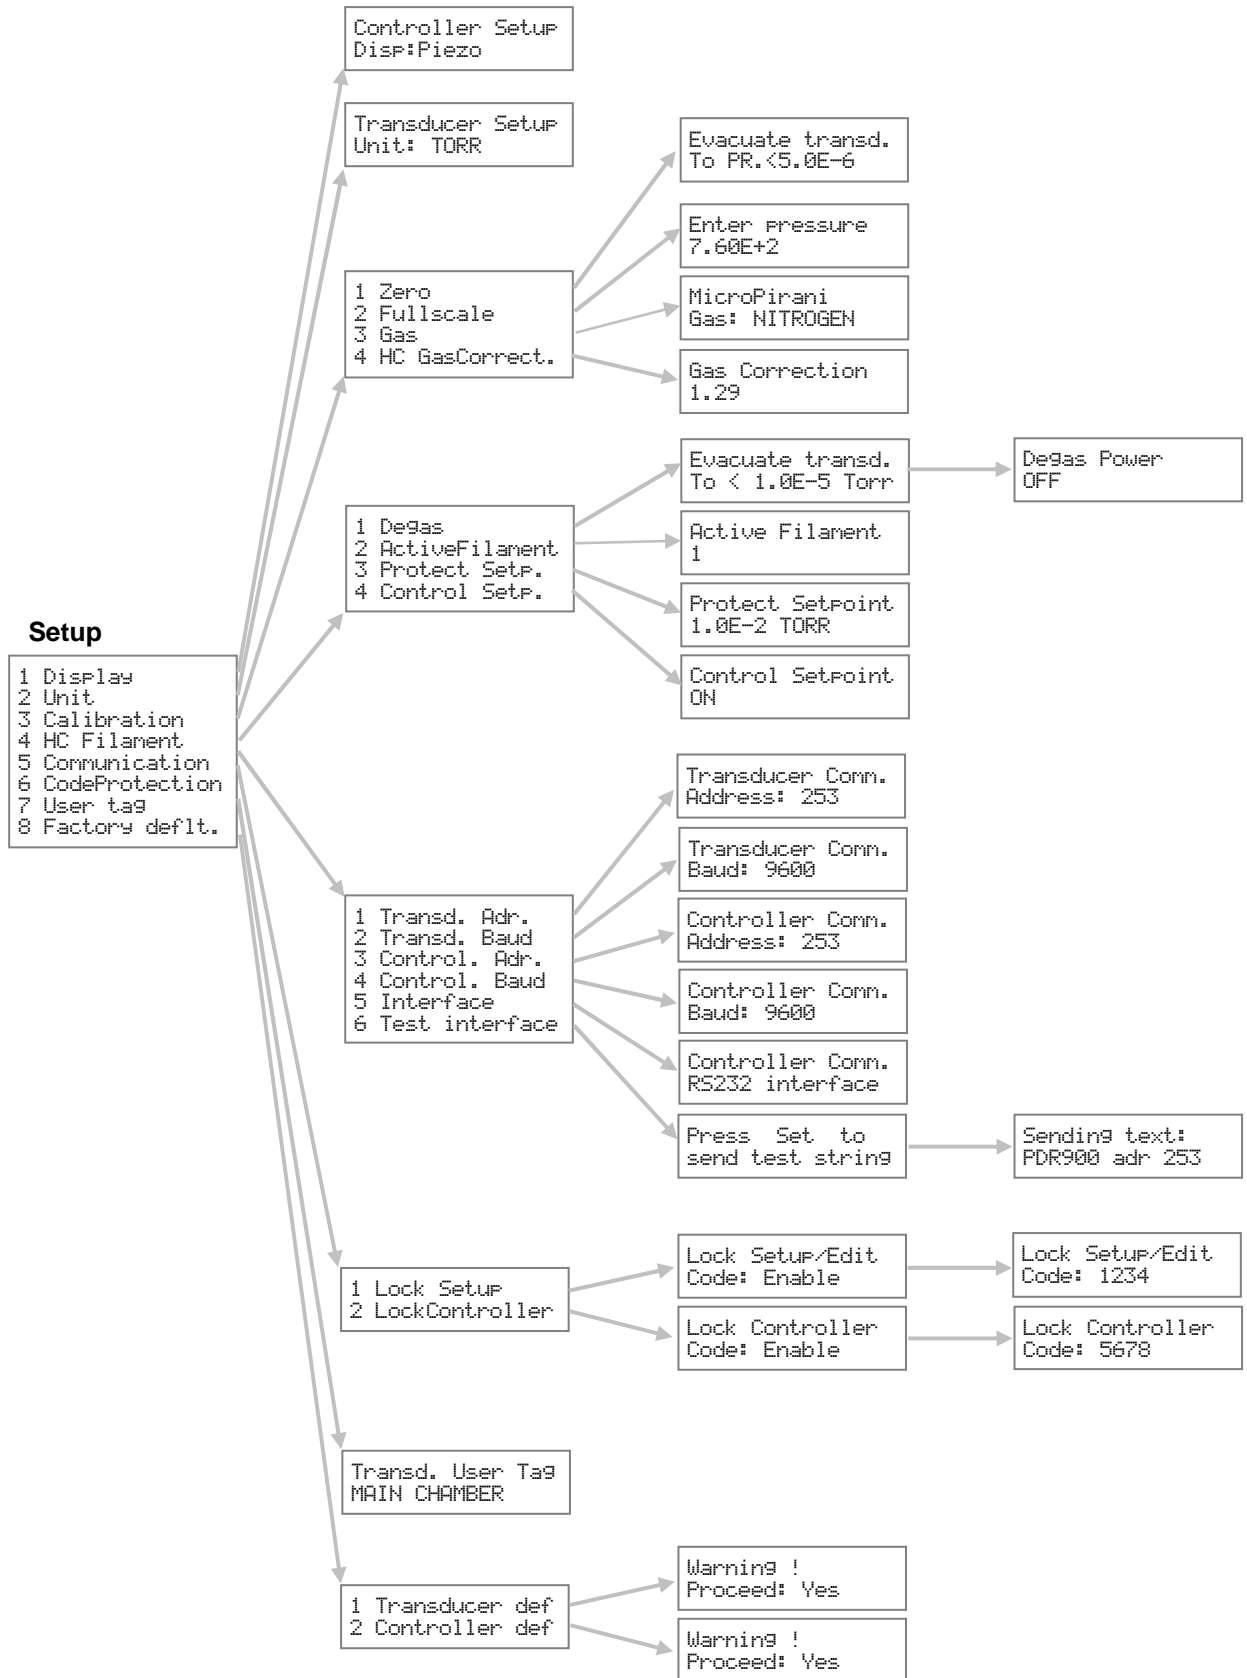 Controller Setup
Disp:Piezo
Transducer Setup
Unit: TORR
Evacuate transd.
To PR.<5.0E-6
Enter pressure
7.60E+2
1 Zero
2 Fullscale
3 Gas
4 HC GasCorrect.
MicroPirani
Gas: NITROGEN
Gas Correction
1.29
Evacuate transd.
To < 1.0E-5 Torr
Degas Power
OFF
1 Degas
2 ActiveFilament
3 Protect Setp.
4 Control Setp.
Active Filament
1
Protect Setpoint
1.0E-2 TORR
Control Setpoint
ON
Setup
1 Display
2 Unit
3 Calibration
4 HC Filament
5 Communication
6 CodeProtection
7 User tag
8 Factory deflt.
Transducer Comm.
Address: 253
Transducer Comm.
Baud: 9600
1 Transd. Adr.
2 Transd. Baud
3 Control. Adr.
4 Control. Baud
5 Interface
6 Test interface
Controller Comm.
Address: 253
Controller Comm.
Baud: 9600
Controller Comm.
RS232 interface
Press  Set  to
send test string
Sending text:
PDR900 adr 253
1 Lock Setup
2 LockController
Lock Setup/Edit
Code: Enable
Lock Setup/Edit
Code: 1234
Lock Controller
Code: Enable
Lock Controller
Code: 5678
Transd. User Tag
MAIN CHAMBER
1 Transducer def
2 Controller def
Warning !
Proceed: Yes
Warning !
Proceed: Yes